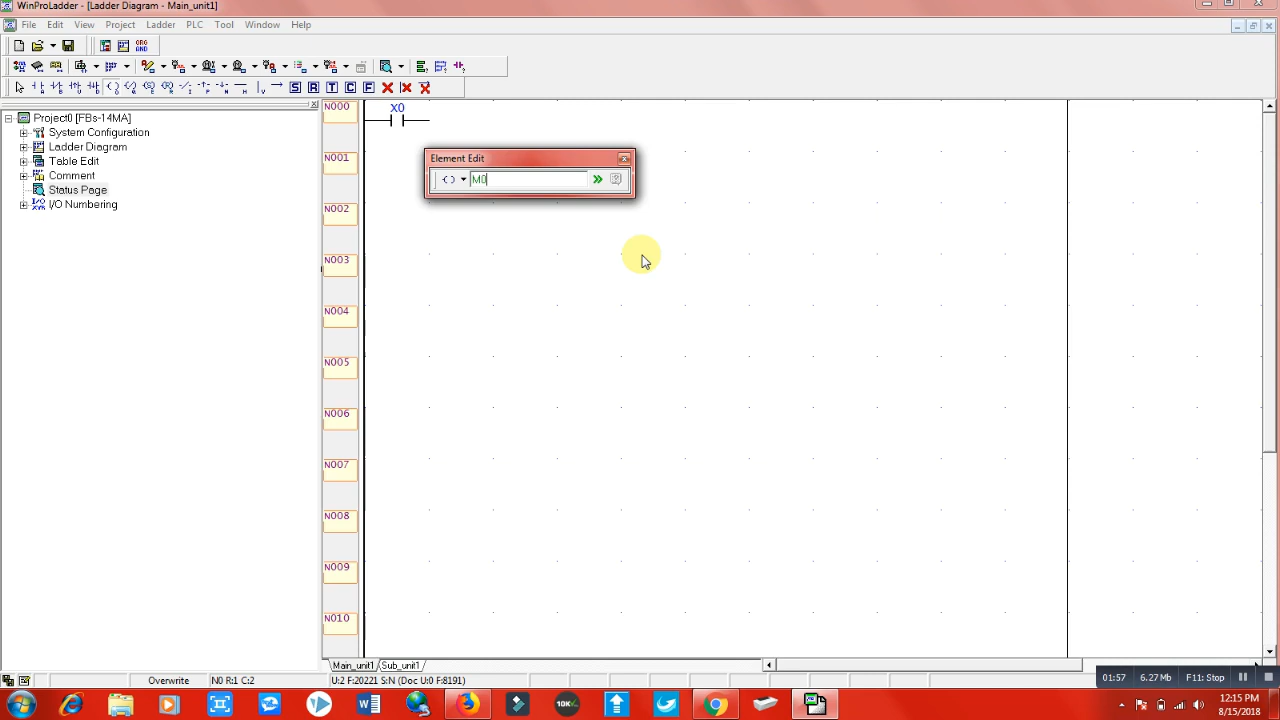 WinProLadder - [Ladder Diagram - Main_unit1]
File Edit View Project Ladder PLC Tool Window Help
ORG
AND
S R T C F
Project0 [FBs-14MA]
System Configuration
Ladder Diagram
Table Edit
Comment
Status Page
I/O Numbering
N000
X0
Element Edit
M0
N001
N002
N003
N004
N005
N006
N007
N008
N009
N010
Main_unit1 Sub_unit1
Overwrite N0 R:1 C:2 U:2 F:20221 S:N (Doc U:0 F:8191)
01:57 6.27 Mb F11: Stop
10K
12:15 PM
8/15/2018